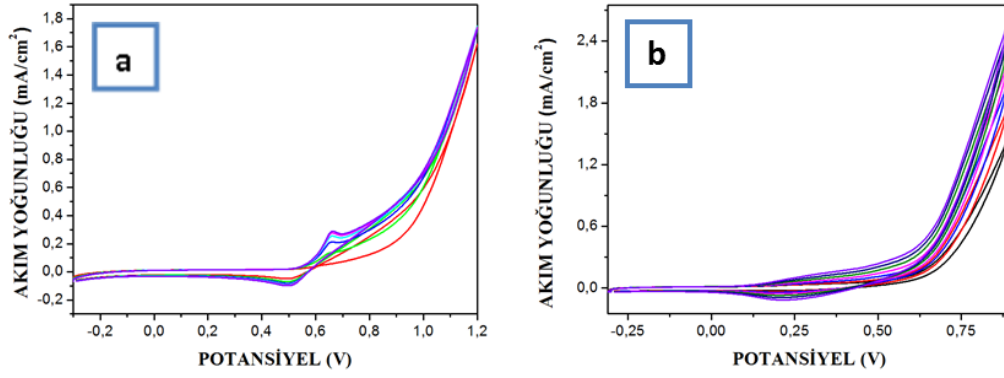 a
AKIM YOĞUNLUĞU (mA/cm²)
1,8
1,6
1,4
1,2
1,0
0,8
0,6
0,4
0,2
0,0
-0,2
-0,2 0,0 0,2 0,4 0,6 0,8 1,0 1,2
POTANSİYEL (V)
b
AKIM YOĞUNLUĞU (mA/cm²)
2,4
1,8
1,2
0,6
0,0
-0,25 0,00 0,25 0,50 0,75
POTANSİYEL (V)